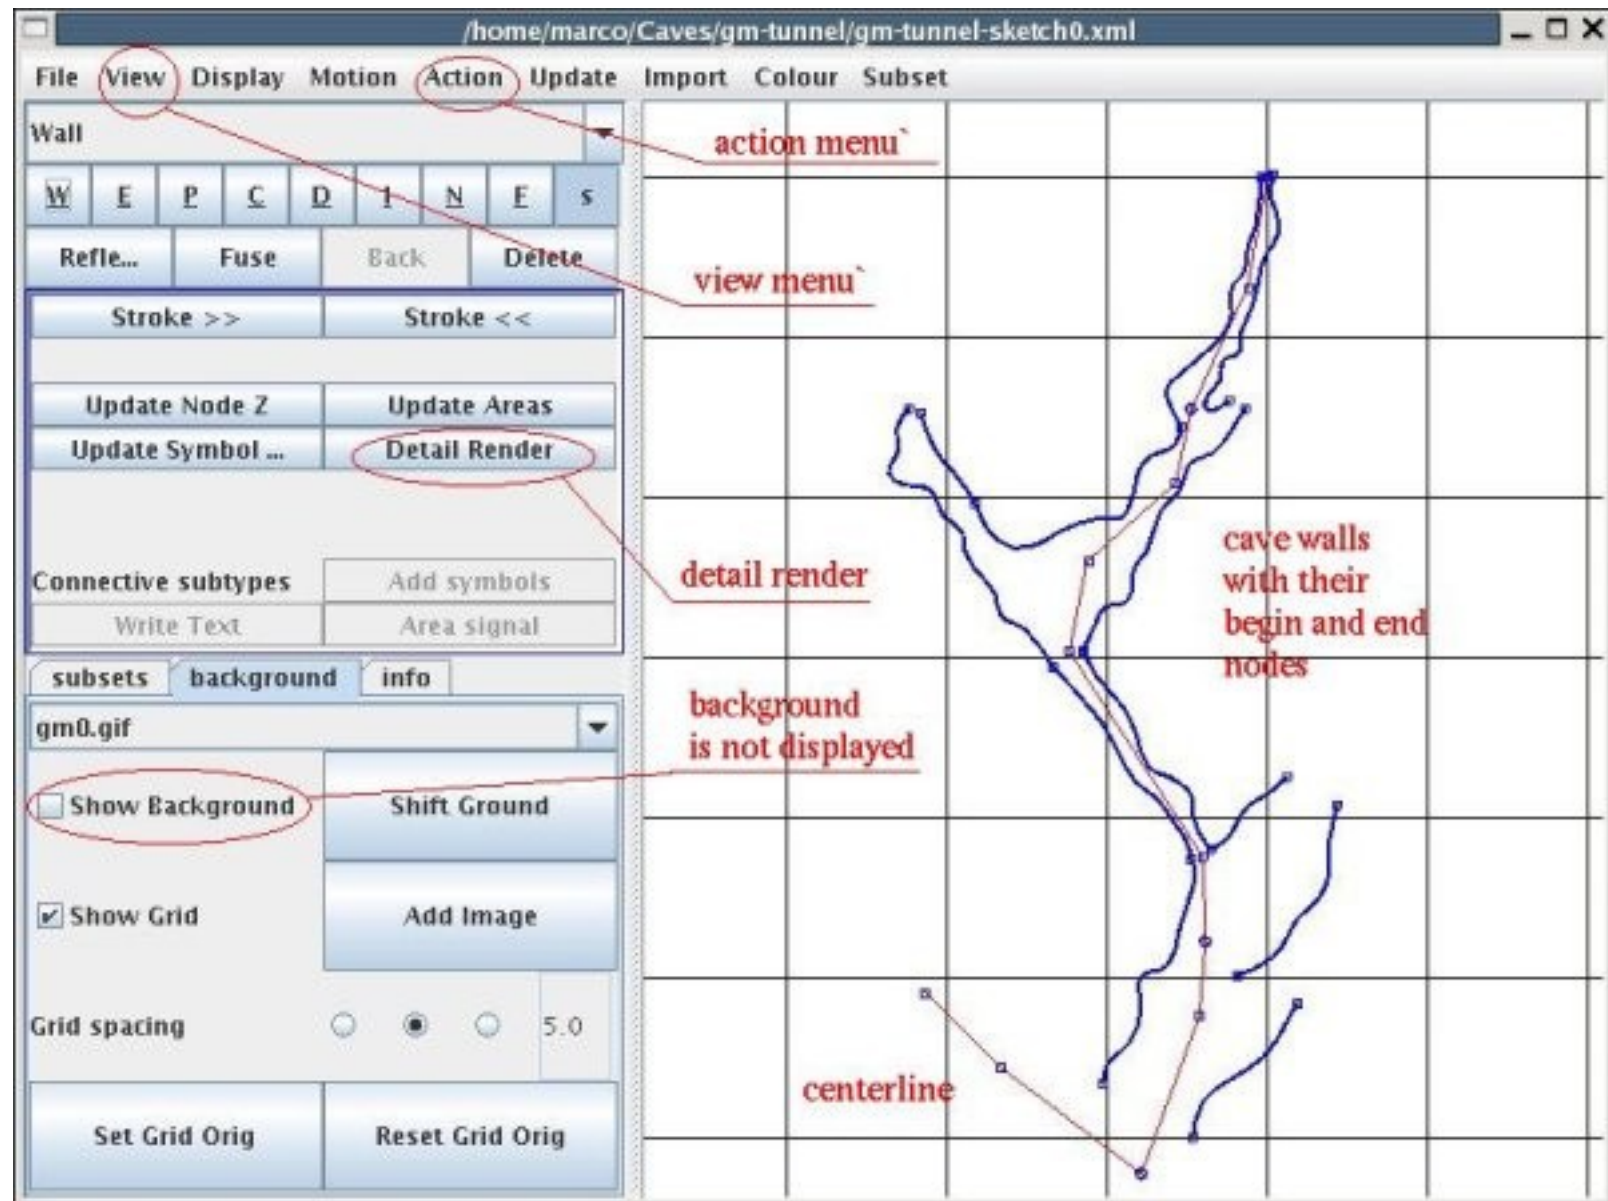 /home/marco/Caves/gm-tunnel/gm-tunnel-sketch0.xml
File View Display Motion Action Update Import Colour Subset
Wall
W E P C D I N F s
Refle... Fuse Back Delete
Stroke >> Stroke <<
Update Node Z Update Areas
Update Symbol ... Detail Render
Connective subtypes Add symbols
Write Text Area signal
subsets background info
gm0.gif
Show Background Shift Ground
Show Grid Add Image
Grid spacing 5.0
Set Grid Orig Reset Grid Orig
action menu`
view menu`
detail render
background
is not displayed
cave walls
with their
begin and end
nodes
centerline